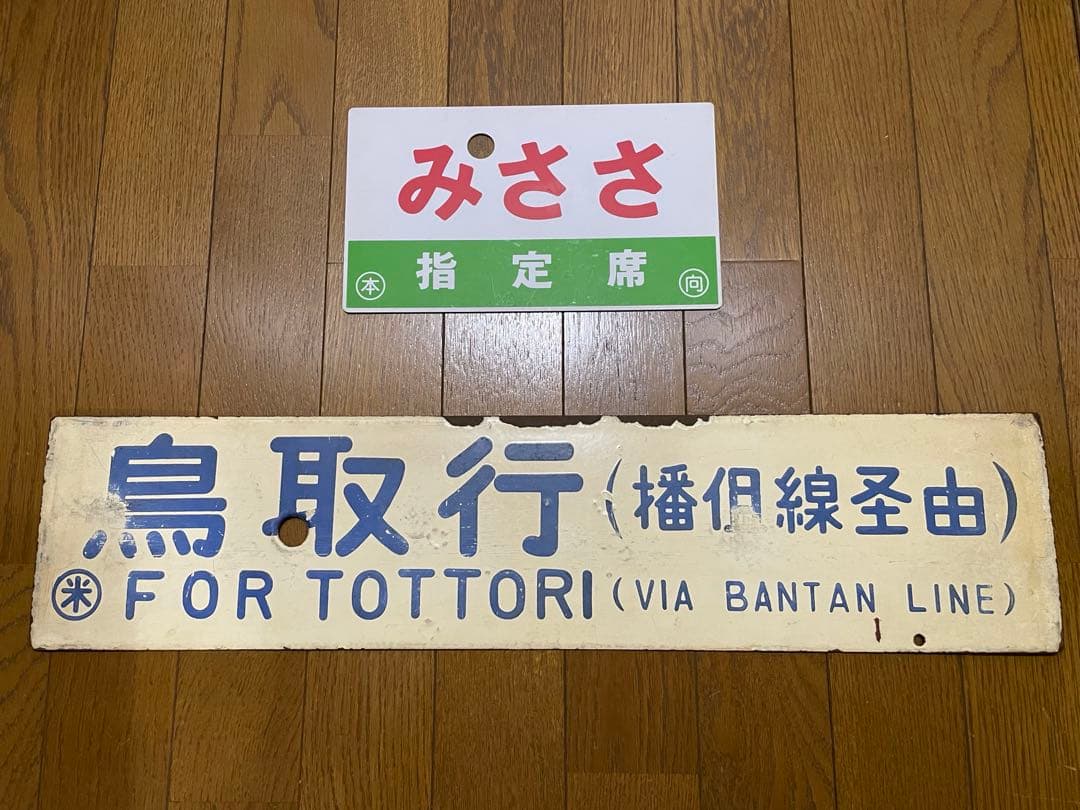 みささ
本 指定席 向
鳥取行(播但線経由)
米 FOR TOTTORI (VIA BANTAN LINE)